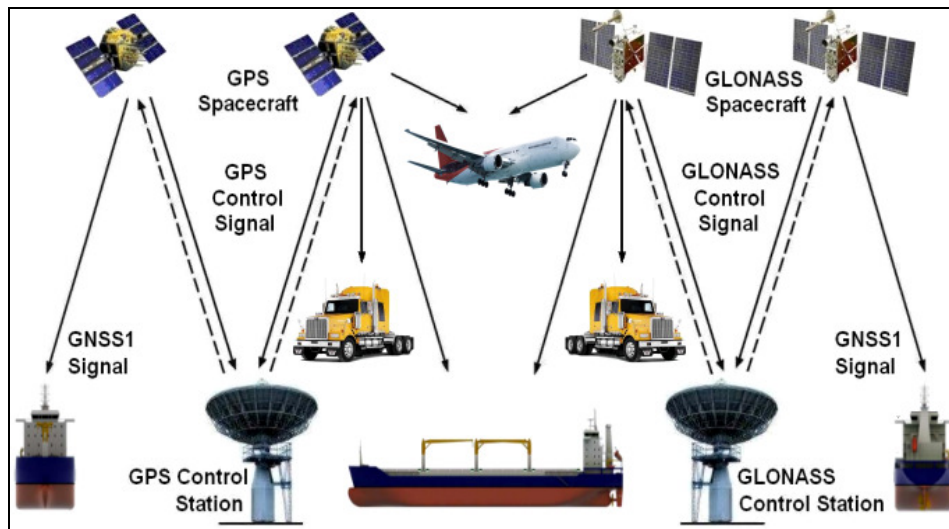 GPS
Spacecraft
GLONASS
Spacecraft
GPS
Control
Signal
GLONASS
Control
Signal
GNSS1
Signal
GNSS1
Signal
GPS Control
Station
GLONASS
Control Station